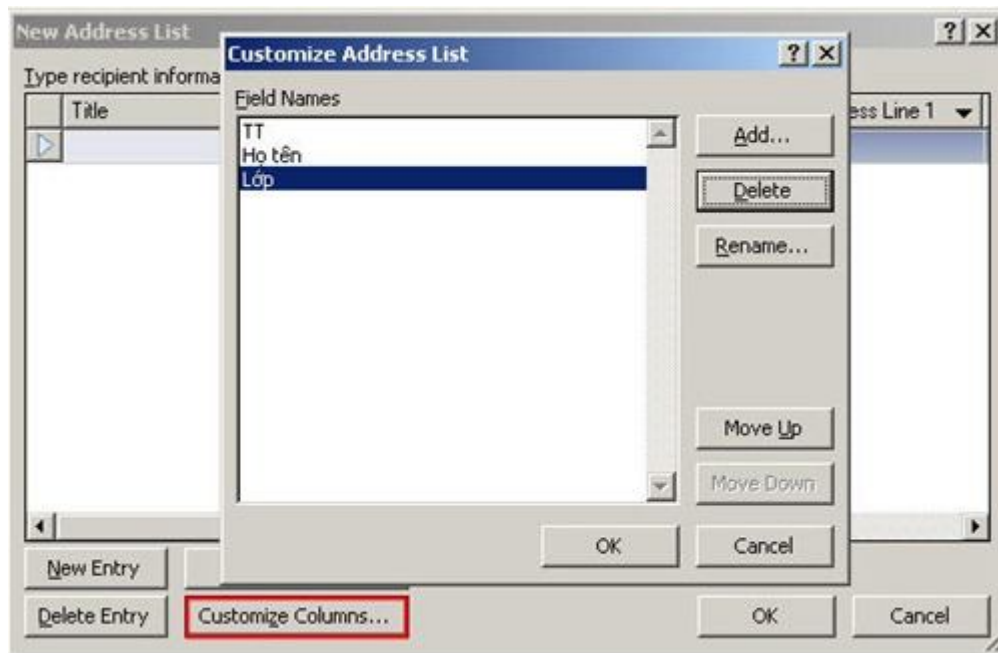 New Address List
Customize Address List
Type recipient informa
Field Names
Title
ess Line 1
TT
Họ tên
Lớp
Add...
Delete
Rename...
Move Up
Move Down
OK
Cancel
New Entry
Delete Entry
Customize Columns...
OK
Cancel